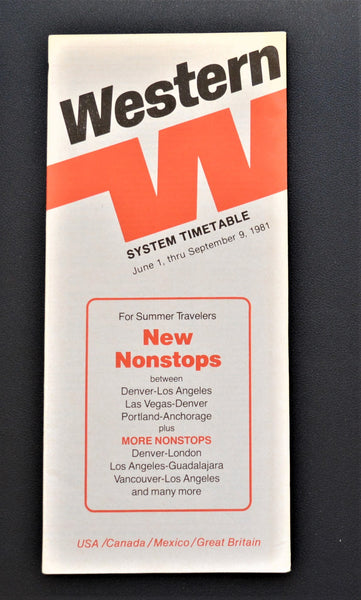 Western
SYSTEM TIMETABLE
June 1, thru September 9, 1981
For Summer Travelers
New
Nonstops
between
Denver-Los Angeles
Las Vegas-Denver
Portland-Anchorage
plus
MORE NONSTOPS
Denver-London
Los Angeles-Guadalajara
Vancouver-Los Angeles
and many more
USA/Canada/Mexico/Great Britain